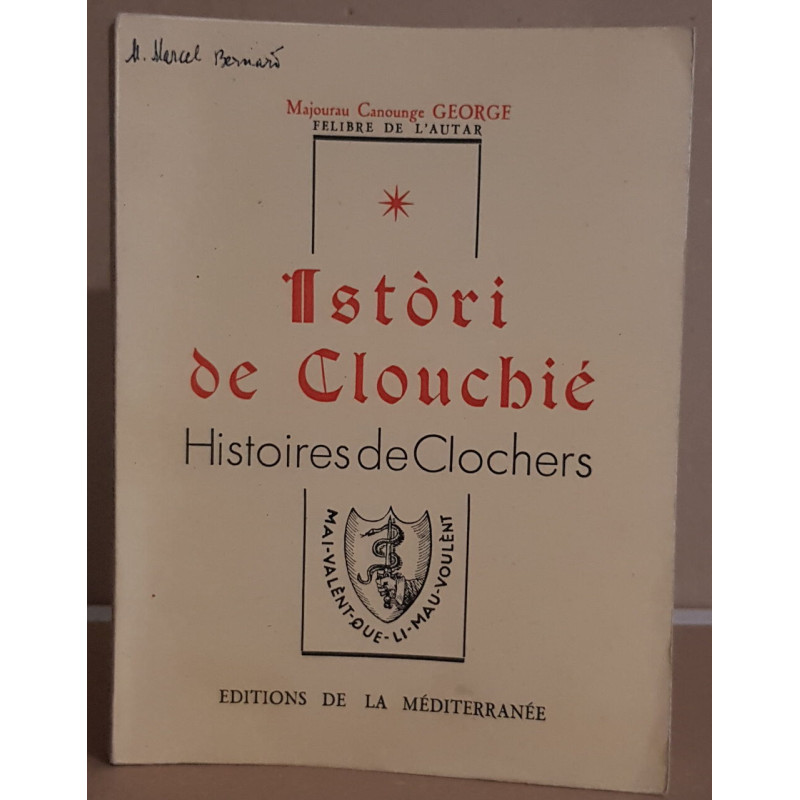 M. Marcel Bernard
Majourau Canounge GEORGE
FELIBRE DE L'AUTAR
Istòri
de Clouchié
Histoires de Clochers
MAI-VALÈNT-QUE-LI-MAU-VOULÈNT
EDITIONS DE LA MÉDITERRANÉE